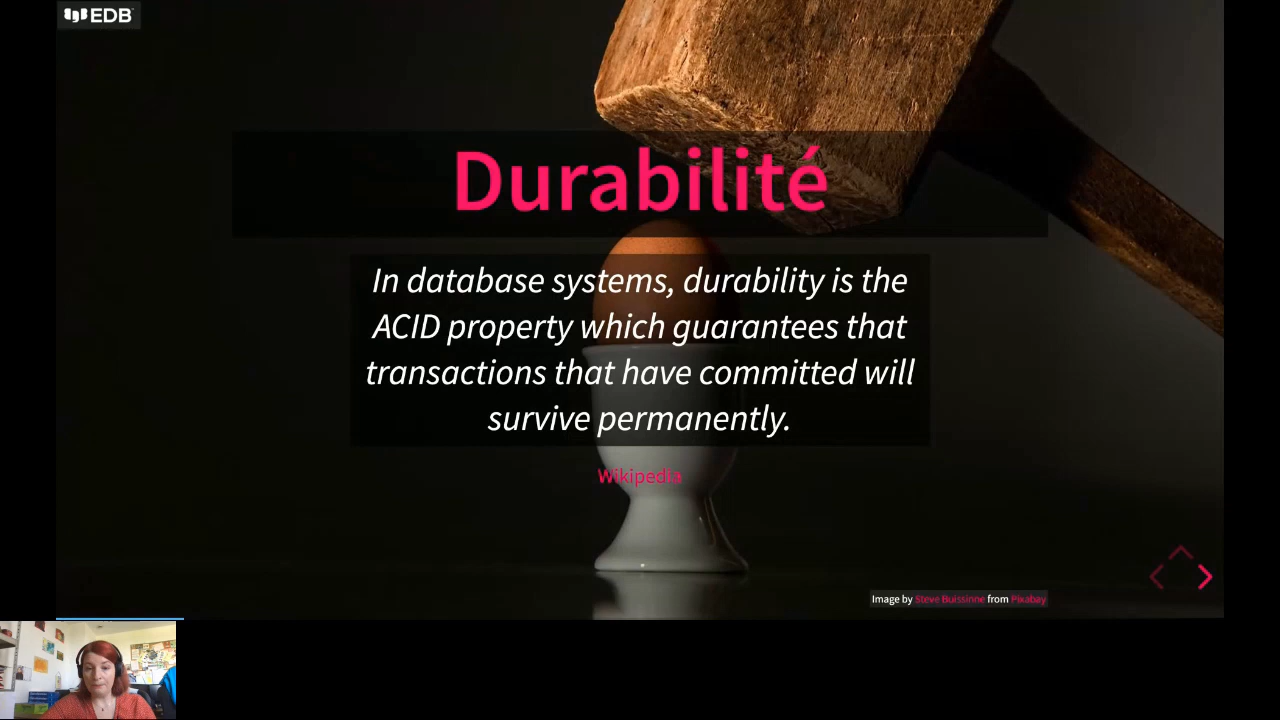 EDB
Durabilité
In database systems, durability is the
ACID property which guarantees that
transactions that have committed will
survive permanently.
Wikipedia
Image by Steve Buissinne from Pixabay